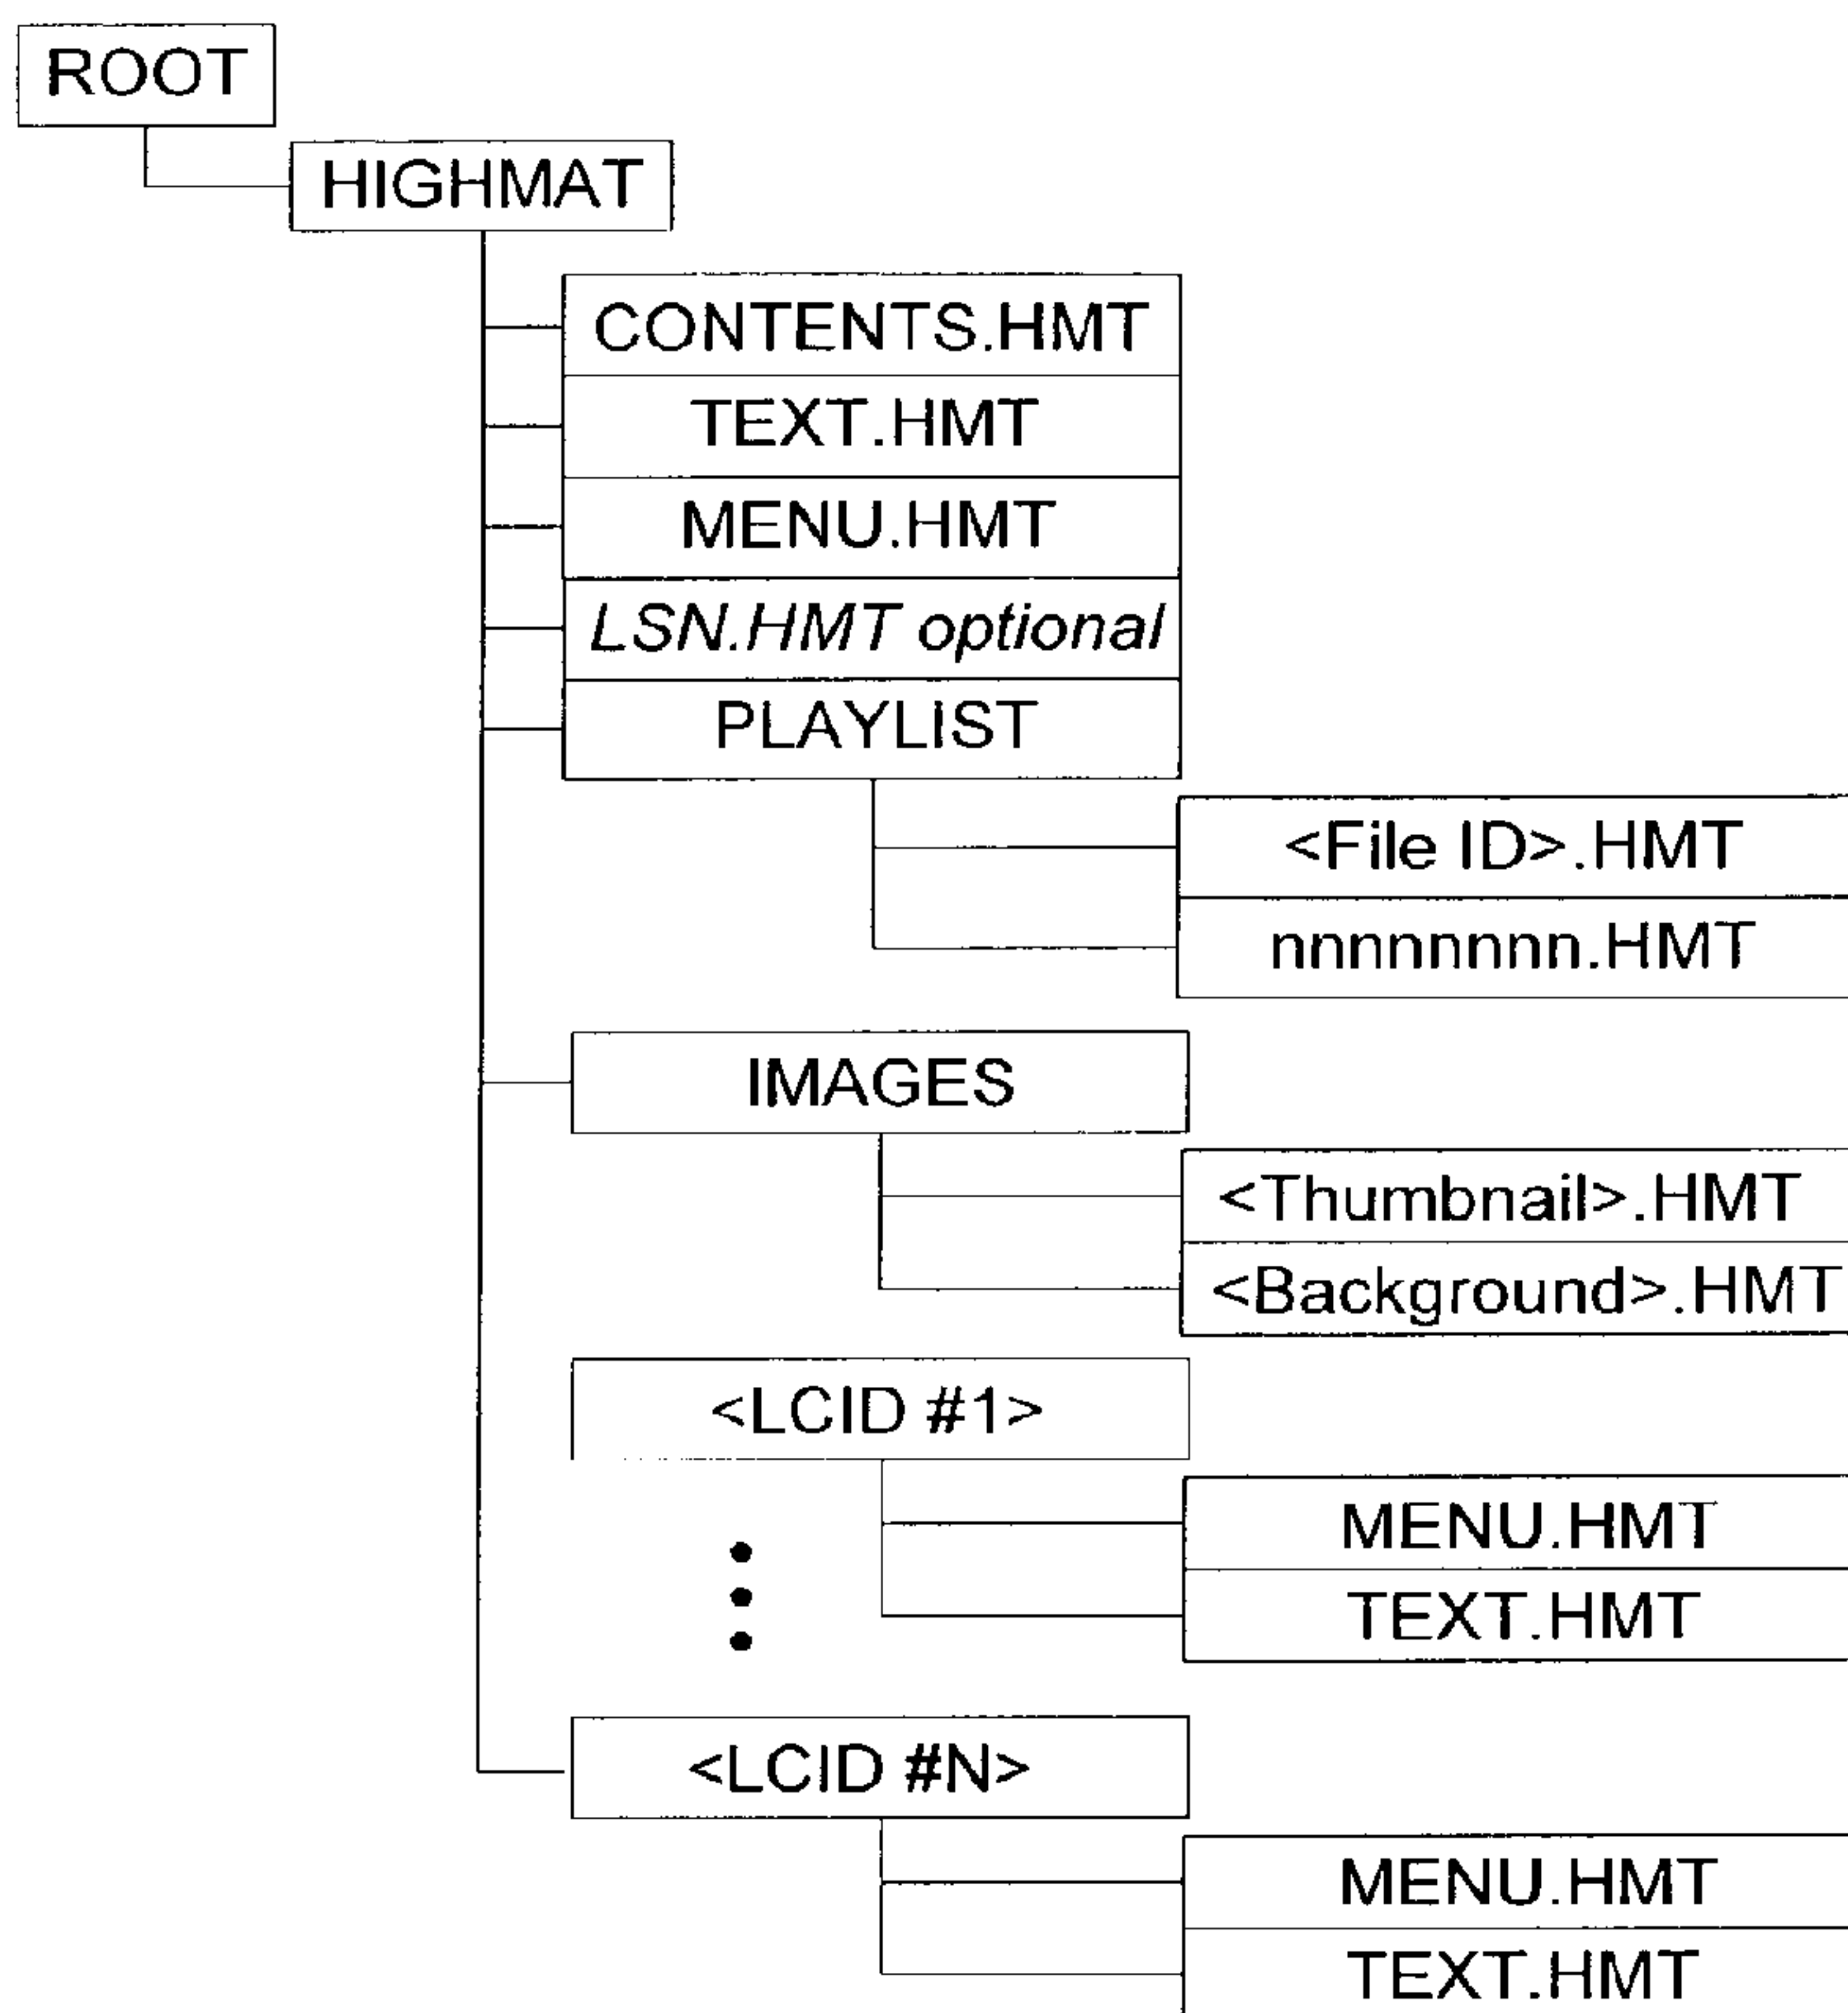 ROOT
HIGHMAT
CONTENTS.HMT
TEXT.HMT
MENU.HMT
LSN.HMT optional
PLAYLIST
<File ID>.HMT
nnnnnnnn.HMT
IMAGES
<Thumbnail>.HMT
<Background>.HMT
<LCID #1>
MENU.HMT
TEXT.HMT
<LCID #N>
MENU.HMT
TEXT.HMT